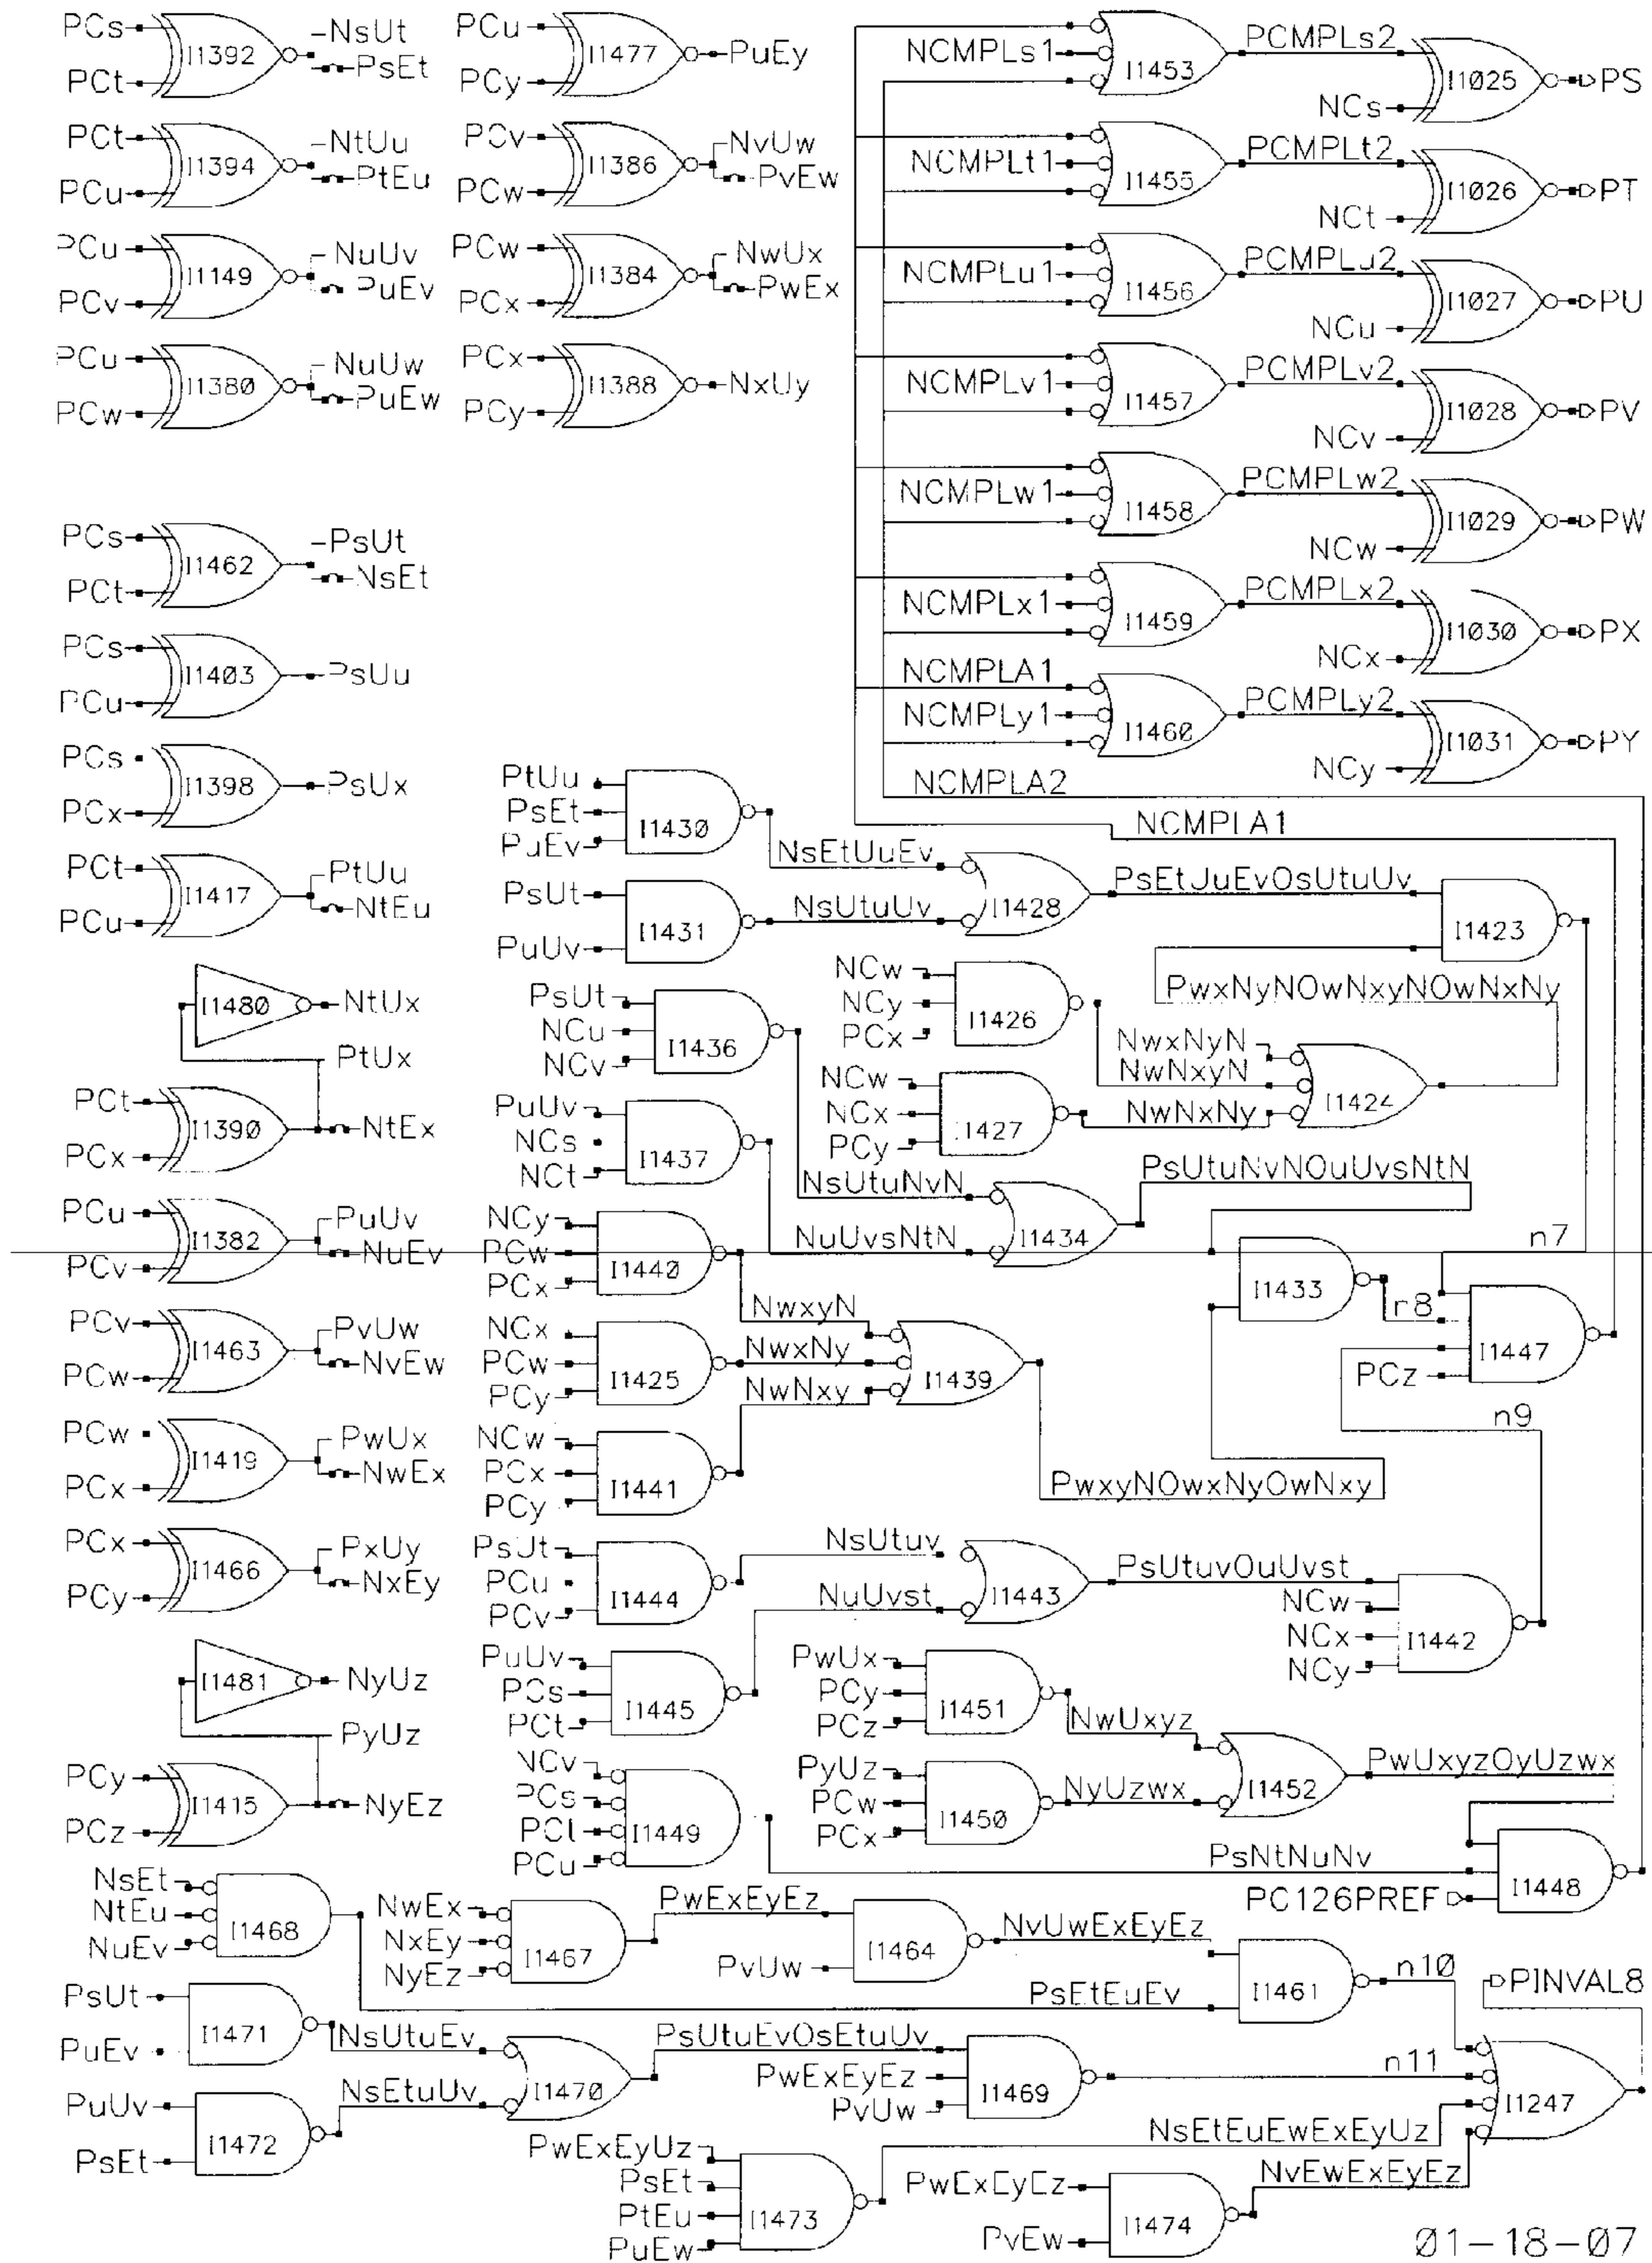 PCs
PCt
I1392
NsUt
PsEt
PCu
PCy
I1477
PuEy
PCt
PCu
I1394
NtUu
PtEu
PCv
PCw
I1386
NvUw
PvEw
PCu
PCv
I1149
NuUv
PuEv
PCw
PCx
I1384
NwUx
PwEx
PCu
PCw
I1380
NuUw
PuEw
PCx
PCy
I1388
NxUy
NCMPLs1
I1453
PCMPLs2
NCs
I1025
PS
NCMPLt1
I1455
PCMPLt2
NCt
I1026
PT
NCMPLu1
I1456
PCMPLu2
NCu
I1027
PU
NCMPLv1
I1457
PCMPLv2
NCv
I1028
PV
NCMPLw1
I1458
PCMPLw2
NCw
I1029
PW
NCMPLx1
I1459
PCMPLx2
NCx
I1030
PX
NCMPLA1
NCMPLy1
I1460
PCMPLy2
NCy
I1031
PY
NCMPLA2
NCMPLA1
PCs
PCt
I1462
PsUt
NsEt
PCs
PCu
I1403
PsUu
PCs
PCx
I1398
PsUx
PCt
PCu
I1417
PtUu
NtEu
I1480
NtUx
PtUx
PCt
PCx
I1390
NtEx
PCu
PCv
I1382
PuUv
NuEv
PCv
PCw
I1463
PvUw
NvEw
PCw
PCx
I1419
PwUx
NwEx
PCx
PCy
I1466
PxUy
NxEy
I1481
NyUz
PyUz
PCy
PCz
I1415
NyEz
PtUu
PsEt
PuEv
I1430
NsEtUuEv
PsUt
PuUv
I1431
NsUtuUv
I1428
PsEtUuEvOsUtuUv
I1423
PsUt
NCu
NCv
I1436
NCw
NCy
PCx
I1426
PwxNyNOwNxyNOwNxNy
NwxNyN
NwNxyN
NwNxNy
I1424
NCw
NCx
PCy
I1427
PuUv
NCs
NCt
I1437
NsUtuNvN
NuUvsNtN
I1434
PsUtuNvNOuUvsNtN
NCy
PCw
PCx
I1440
I1433
n7
n8
I1447
PCz
n9
NwxyN
NwxNy
NwNxy
NCx
PCw
PCy
I1425
I1439
NCw
PCx
PCy
I1441
PwxyNOwxNyOwNxy
PsUt
PCu
PCv
I1444
NsUtuv
NuUvst
I1443
PsUtuvOuUvst
NCw
NCx
NCy
I1442
PuUv
PCs
PCt
I1445
PwUx
PCy
PCz
I1451
NwUxyz
NCv
PCs
PCt
PCu
I1449
PyUz
PCw
PCx
I1450
NyUzwx
I1452
PwUxyzOyUzwx
PsNtNuNv
PC126PREF
I1448
NsEt
NtEu
NuEv
I1468
NwEx
NxEy
NyEz
I1467
PwExEyEz
PvUw
I1464
NvUwExEyEz
PsEtEuEv
I1461
n10
PINVAL8
PsUt
PuEv
I1471
NsUtuEv
PuUv
PsEt
I1472
NsEtuUv
I1470
PsUtuEvOsEtuUv
PwExEyEz
PvUw
I1469
n11
I1247
PwExEyUz
PsEt
PtEu
PuEw
I1473
NsEtEuEwExEyUz
PwExEyEz
PvEw
I1474
NvEwExEyEz
01-18-07